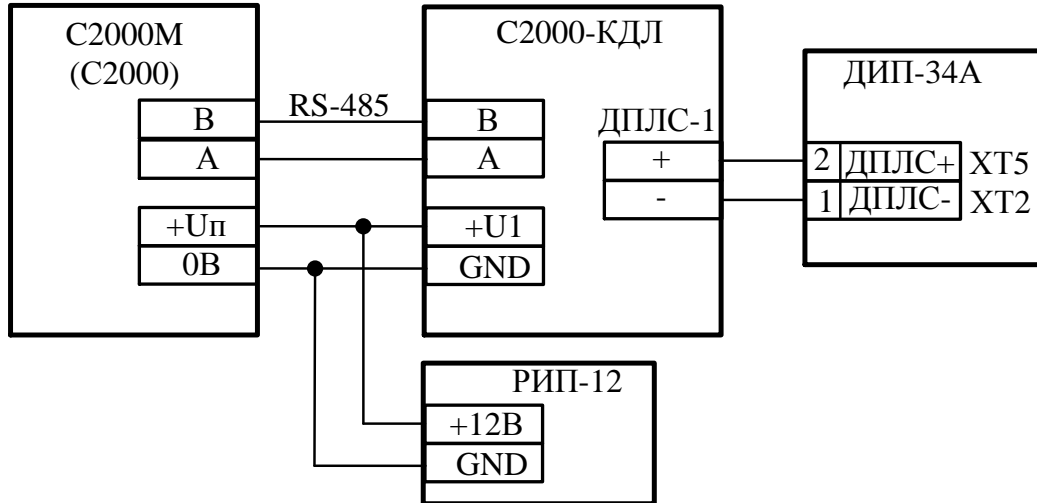 С2000М
(С2000)
B
A
+Uп
0В
RS-485
С2000-КДЛ
B
A
+U1
GND
ДПЛС-1
+
-
ДИП-34А
2 ДПЛС+ XT5
1 ДПЛС- XT2
РИП-12
+12В
GND